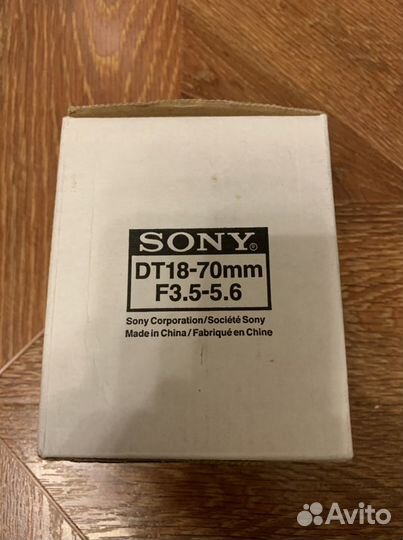 SONY®
DT18-70mm
F3.5-5.6
Sony Corporation/Société Sony
Made in China/Fabriqué en Chine
Avito